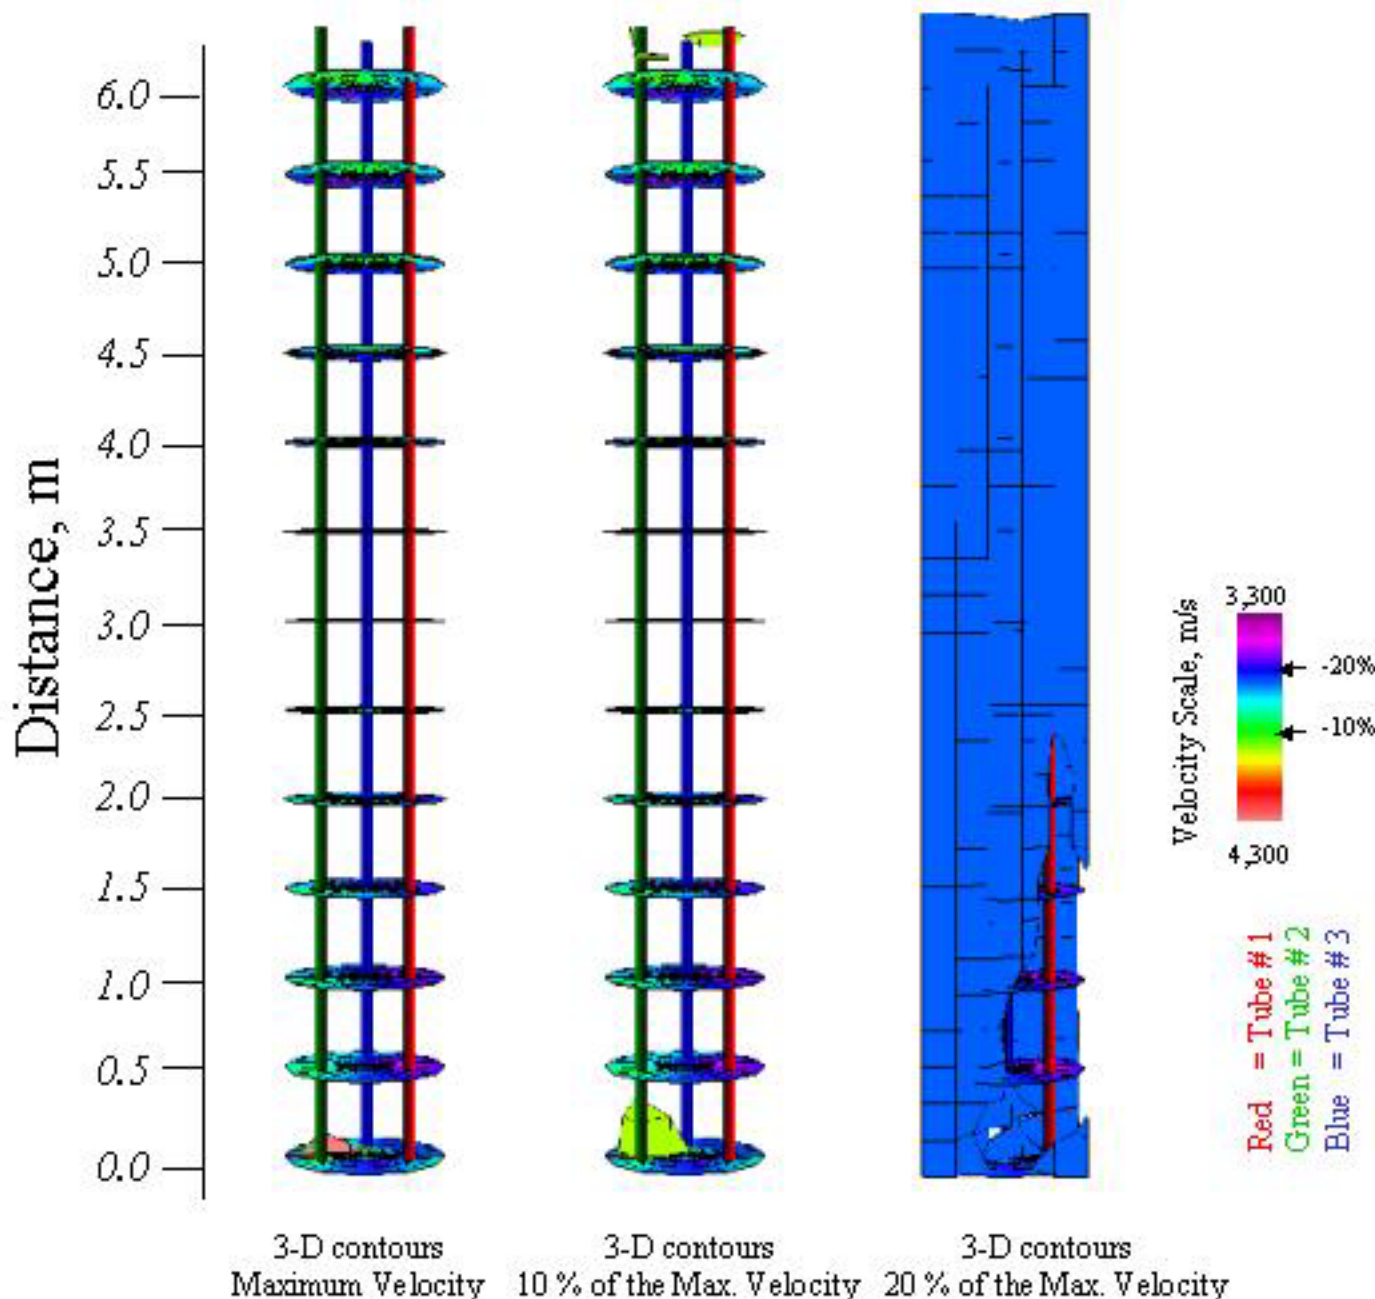 Distance, m
6.0
5.5
5.0
4.5
4.0
3.5
3.0
2.5
2.0
1.5
1.0
0.5
0.0
3-D contours
Maximum Velocity
3-D contours
10 % of the Max. Velocity
3-D contours
20 % of the Max. Velocity
Velocity Scale, m/s
3,300
-20%
-10%
4,300
Red = Tube #1
Green = Tube #2
Blue = Tube #3